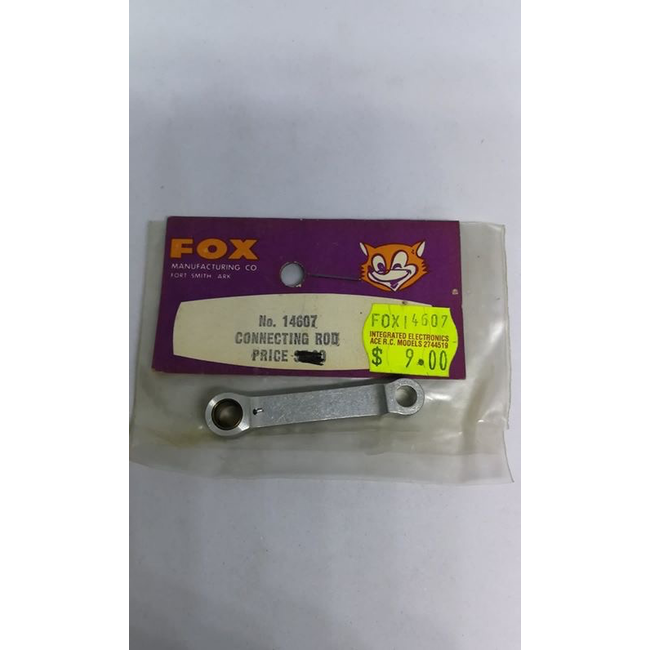 FOX
MANUFACTURING CO
FORT SMITH ARK
No. 14607
CONNECTING ROD
PRICE
FOX14607
INTEGRATED ELECTRONICS
ACE R.C. MODELS 2744519
$ 9.00